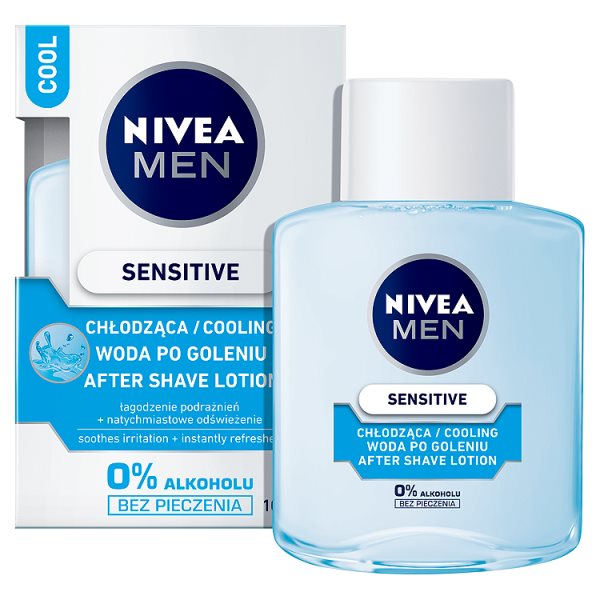 COOL
NIVEA
MEN
SENSITIVE
CHŁODZĄCA / COOLING
WODA PO GOLENIU
AFTER SHAVE LOTION
łagodzenie podrażnień
+ natychmiastowe odświeżenie
soothes irritation + instantly refreshe
0% ALKOHOLU
BEZ PIECZENIA
NIVEA
MEN
SENSITIVE
CHŁODZĄCA / COOLING
WODA PO GOLENIU
AFTER SHAVE LOTION
0% ALKOHOLU
BEZ PIECZENIA